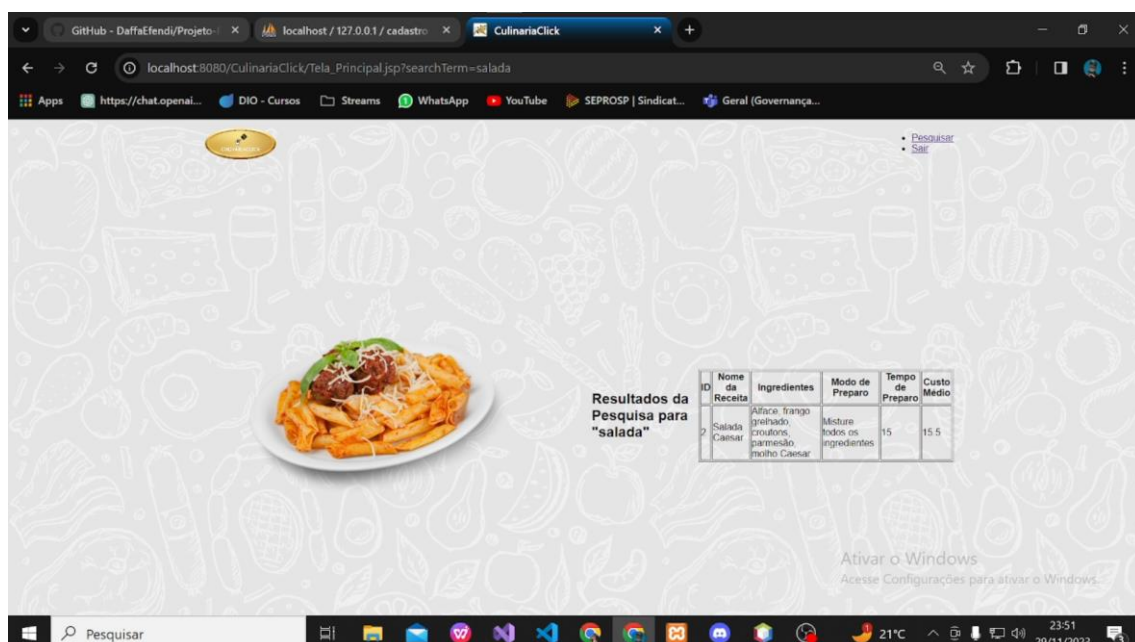 GitHub - DaffaEfendi/Projeto-
localhost / 127.0.0.1 / cadastro
CulinariaClick
localhost:8080/CulinariaClick/Tela_Principal.jsp?searchTerm=salada
Apps
https://chat.openai...
DIO - Cursos
Streams
WhatsApp
YouTube
SEPROSP | Sindicat...
Geral (Governança...
Pesquisar
Sair
Resultados da
Pesquisa para
"salada"
ID
Nome
da
Receita
Ingredientes
Modo de
Preparo
Tempo
de
Preparo
Custo
Médio
2
Salada
Caesar
Alface, frango
grelhado,
croutons,
parmesão,
molho Caesar
Misture
todos os
ingredientes
15
15.5
Ativar o Windows
Acesse Configurações para ativar o Windows.
Pesquisar
21°C
23:51
29/11/2023